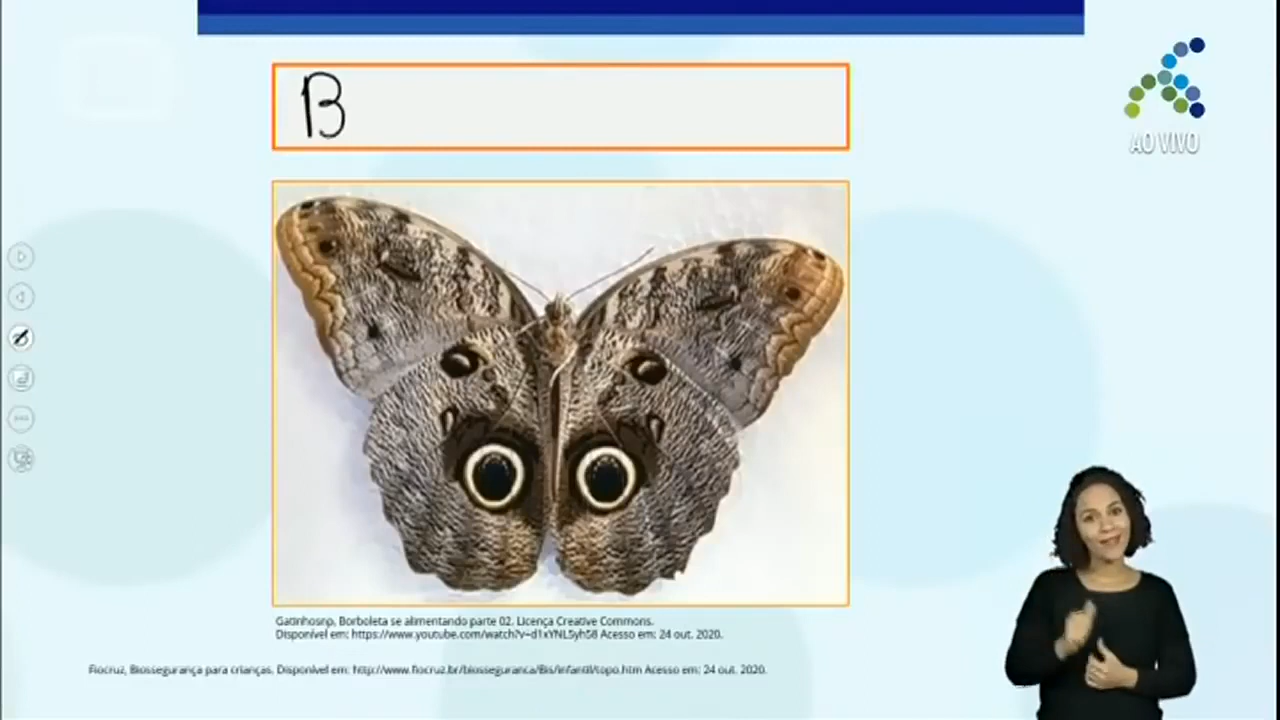 B
AO VIVO
Gatinhosnp, Borboleta se alimentando parte 02. Licença Creative Commons.
Disponível em: https://www.youtube.com/watch?v=d1xYNL5yh58 Acesso em: 24 out. 2020.
Fiocruz, Biossegurança para crianças. Disponível em: http://www.fiocruz.br/biosseguranca/Bis/infantil/topo.htm Acesso em: 24 out. 2020.